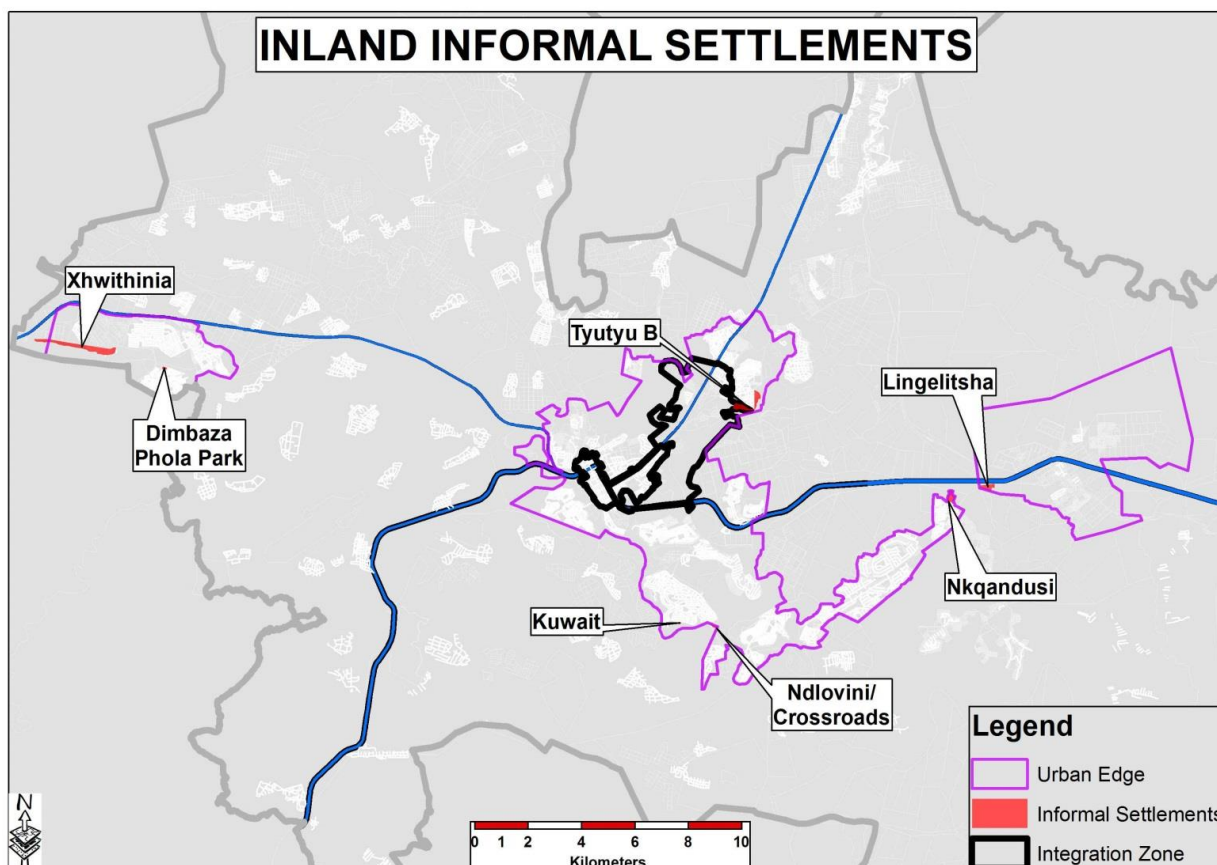 INLAND INFORMAL SETTLEMENTS
Xhwithinia
Tyutyu B
Lingelitsha
Dimbaza
Phola Park
Nkqandusi
Kuwait
Ndlovini/
Crossroads
Legend
Urban Edge
Informal Settlements
Integration Zone
N
0 1 2 4 6 8 10
Kilometers